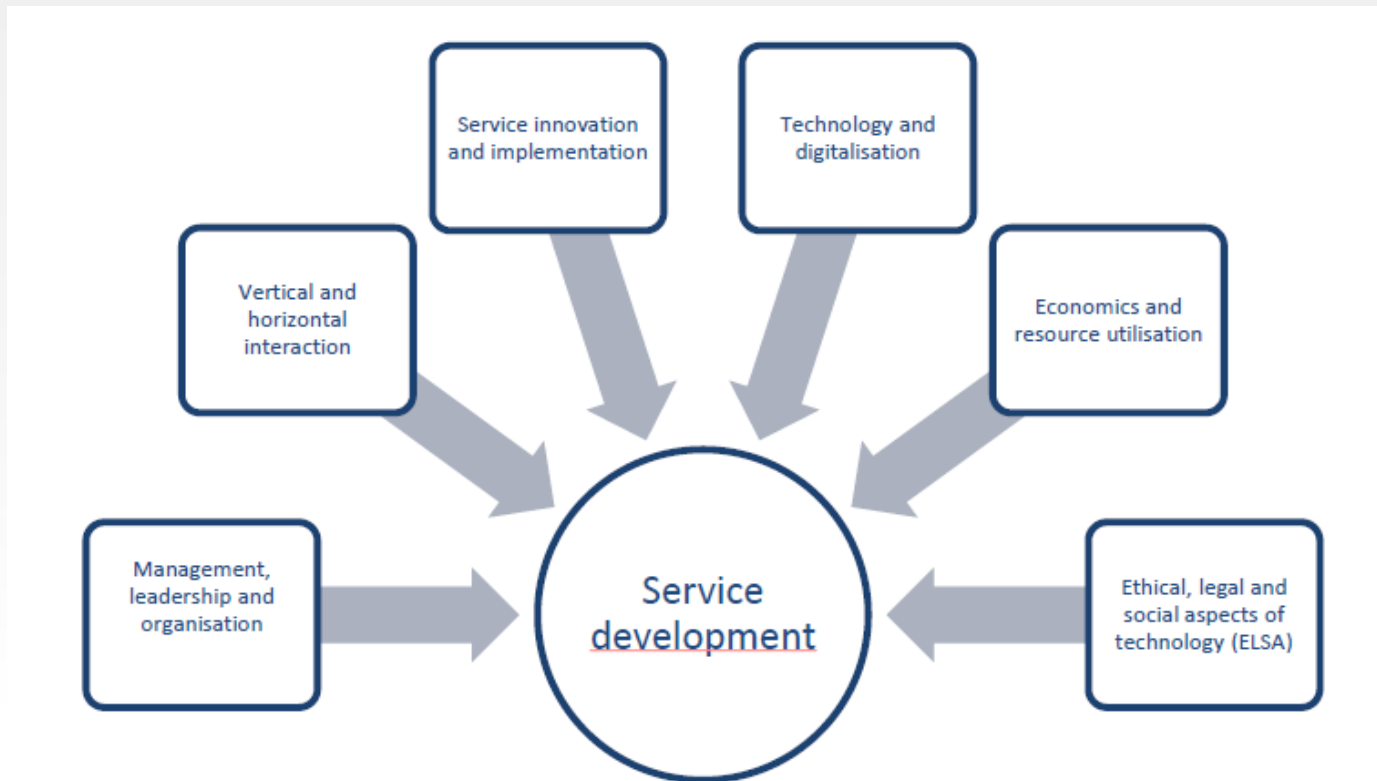 Service innovation
and implementation
Technology and
digitalisation
Vertical and
horizontal
interaction
Economics and
resource utilisation
Management,
leadership and
organisation
Service
development
Ethical, legal and
social aspects of
technology (ELSA)